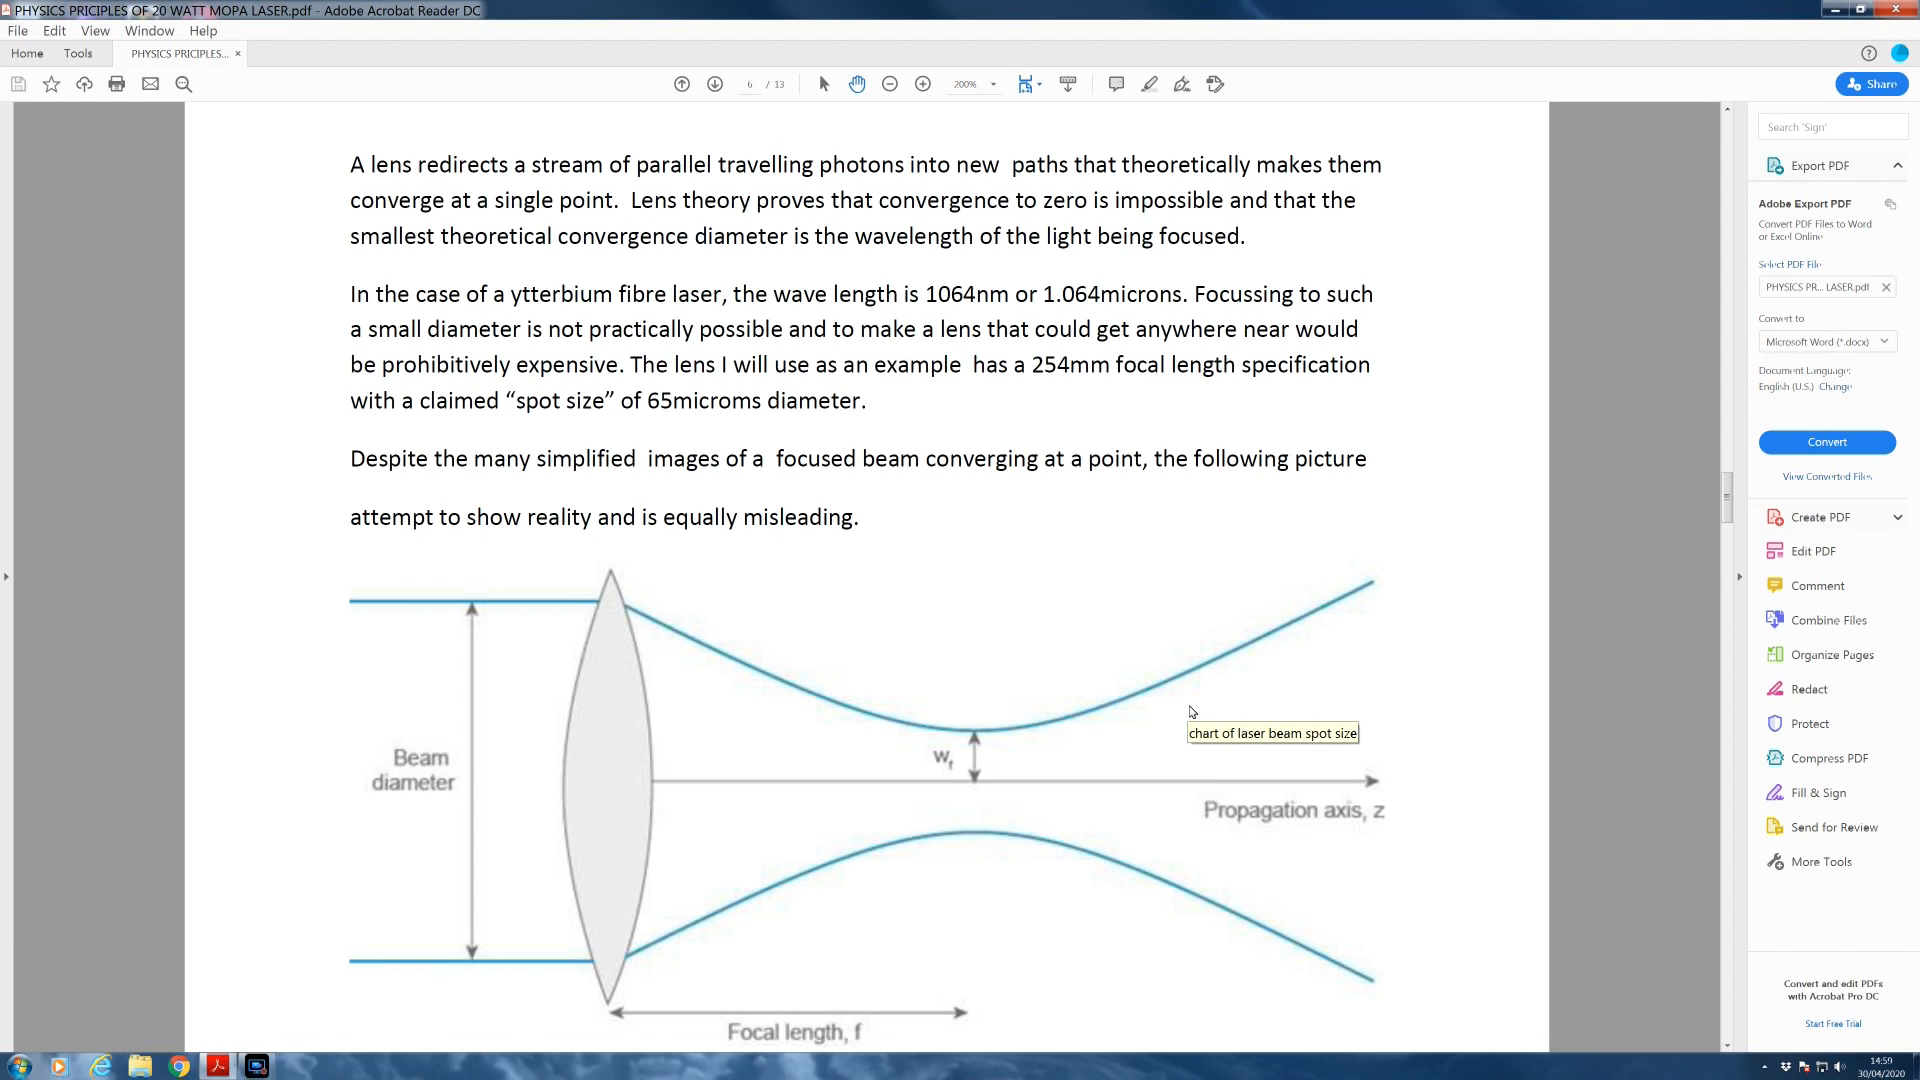 PHYSICS PRICIPLES OF 20 WATT MOPA LASER.pdf - Adobe Acrobat Reader DC
File Edit View Window Help
Home Tools PHYSICS PRICIPLES... ×
6 / 13 200%
Share
A lens redirects a stream of parallel travelling photons into new paths that theoretically makes them
converge at a single point. Lens theory proves that convergence to zero is impossible and that the
smallest theoretical convergence diameter is the wavelength of the light being focused.
In the case of a ytterbium fibre laser, the wave length is 1064nm or 1.064microns. Focussing to such
a small diameter is not practically possible and to make a lens that could get anywhere near would
be prohibitively expensive. The lens I will use as an example has a 254mm focal length specification
with a claimed “spot size” of 65microms diameter.
Despite the many simplified images of a focused beam converging at a point, the following picture
attempt to show reality and is equally misleading.
Beam
diameter
wf
chart of laser beam spot size
Propagation axis, z
Focal length, f
Search 'Sign'
Export PDF
Adobe Export PDF
Convert PDF Files to Word
or Excel Online
Select PDF File
PHYSICS PR... LASER.pdf
Convert to
Microsoft Word (*.docx)
Document Language:
English (U.S.) Change
Convert
View Converted Files
Create PDF
Edit PDF
Comment
Combine Files
Organize Pages
Redact
Protect
Compress PDF
Fill & Sign
Send for Review
More Tools
Convert and edit PDFs
with Acrobat Pro DC
Start Free Trial
14:59
30/04/2020